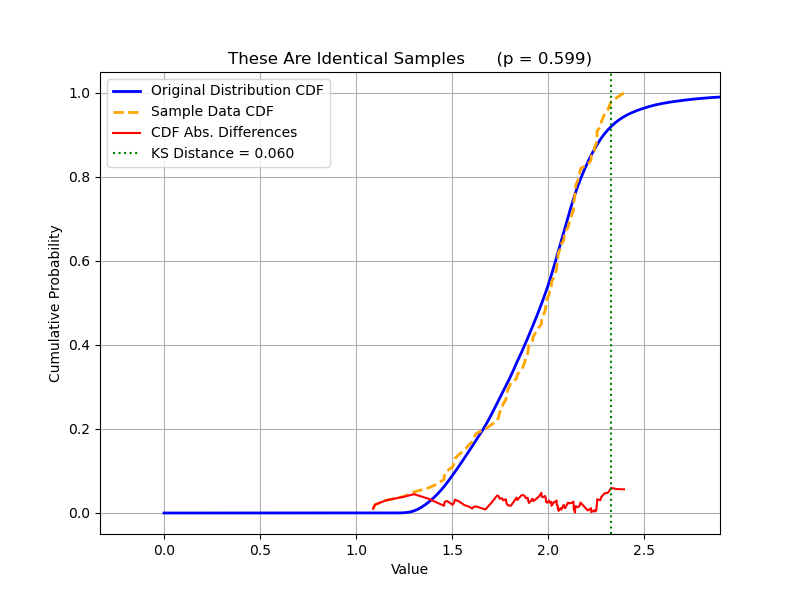 These Are Identical Samples (p = 0.599)
Original Distribution CDF
Sample Data CDF
CDF Abs. Differences
KS Distance = 0.060
Cumulative Probability
1.0
0.8
0.6
0.4
0.2
0.0
0.0 0.5 1.0 1.5 2.0 2.5
Value